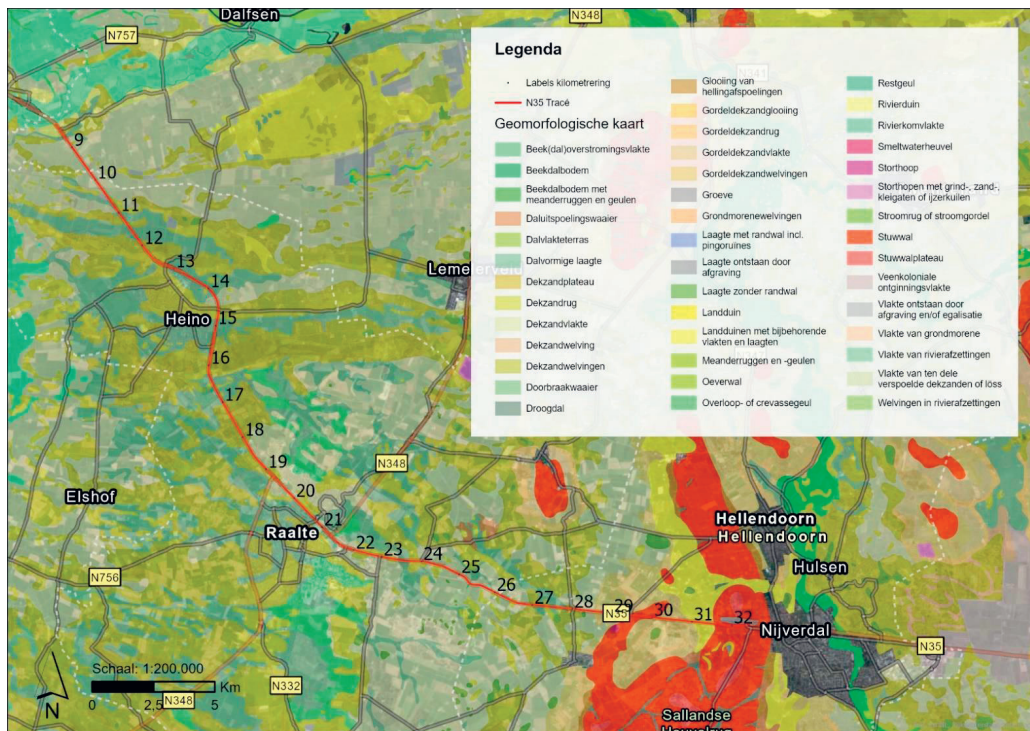 Dalfsen
N757
N348
Legenda
Labels kilometrering
N35 Tracé
Geomorfologische kaart
Beek(dal)overstromingsvlakte
Beekdalbodem
Beekdalbodem met
meanderruggen en geulen
Daluitspoelingswaaier
Dalvlakteterras
Dalvormige laagte
Dekzandplateau
Dekzandrug
Dekzandvlakte
Dekzandwelving
Dekzandwelvingen
Doorbraakwaaier
Droogdal
Glooiing van
hellingafspoelingen
Gordeldekzandglooiing
Gordeldekzandrug
Gordeldekzandvlakte
Gordeldekzandwelvingen
Groeve
Grondmorenewelvingen
Laagte met randwal incl.
pingoruïnes
Laagte ontstaan door
afgraving
Laagte zonder randwal
Landduin
Landduinen met bijbehorende
vlakten en laagten
Meanderruggen en -geulen
Oeverwal
Overloop- of crevassegeul
Restgeul
Rivierduin
Rivierkomvlakte
Smeltwaterheuvel
Storthoop
Storthopen met grind-, zand-,
kleigaten of ijzerkuilen
Stroomrug of stroomgordel
Stuwwal
Stuwwalplateau
Veenkoloniale
ontginningsvlakte
Vlakte ontstaan door
afgraving en/of egalisatie
Vlakte van grondmorene
Vlakte van rivierafzettingen
Vlakte van ten dele
verspoelde dekzanden of löss
Welvingen in rivierafzettingen
9
10
11
12
13
14
Heino
15
16
17
18
19
20
21
N348
Elshof
Raalte
22
23
24
25
26
27
28
29
30
31
32
N35
Hellendoorn
Hellendoorn
Hulsen
Nijverdal
N35
N756
Schaal: 1:200.000
Km
0
2,5
5
N
N348
N332
Sallandse